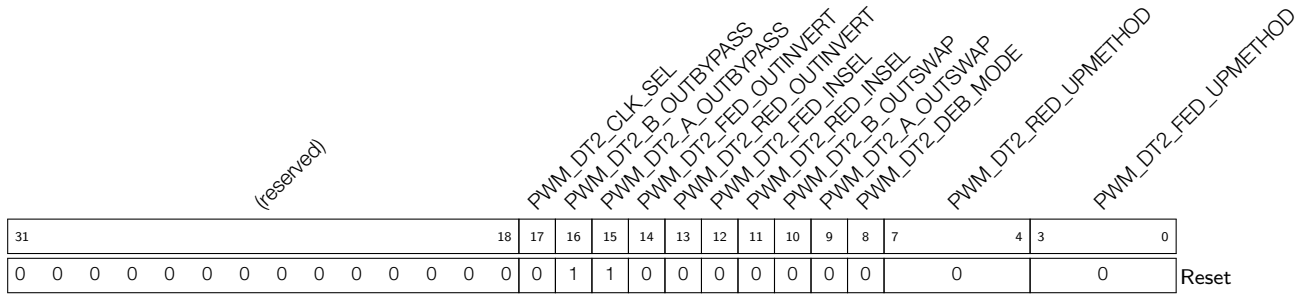 (reserved)
PWM_DT2_CLK_SEL
PWM_DT2_B_OUTBYPASS
PWM_DT2_A_OUTBYPASS
PWM_DT2_FED_OUTINVERT
PWM_DT2_RED_OUTINVERT
PWM_DT2_FED_INSEL
PWM_DT2_RED_INSEL
PWM_DT2_B_OUTSWAP
PWM_DT2_A_OUTSWAP
PWM_DT2_DEB_MODE
PWM_DT2_RED_UPMETHOD
PWM_DT2_FED_UPMETHOD
31 18 17 16 15 14 13 12 11 10 9 8 7 4 3 0
0 0 0 0 0 0 0 0 0 0 0 0 0 0 0 1 1 0 0 0 0 0 0 0 0 0 Reset